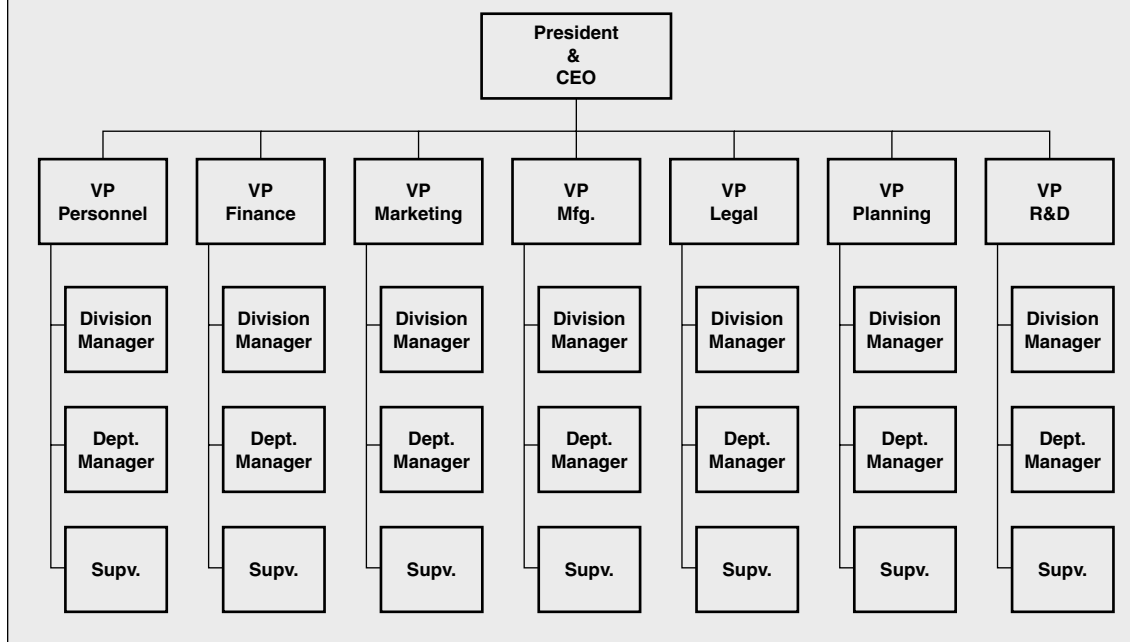 President
&
CEO
VP
Personnel
VP
Finance
VP
Marketing
VP
Mfg.
VP
Legal
VP
Planning
VP
R&D
Division
Manager
Division
Manager
Division
Manager
Division
Manager
Division
Manager
Division
Manager
Division
Manager
Dept.
Manager
Dept.
Manager
Dept.
Manager
Dept.
Manager
Dept.
Manager
Dept.
Manager
Dept.
Manager
Supv.
Supv.
Supv.
Supv.
Supv.
Supv.
Supv.